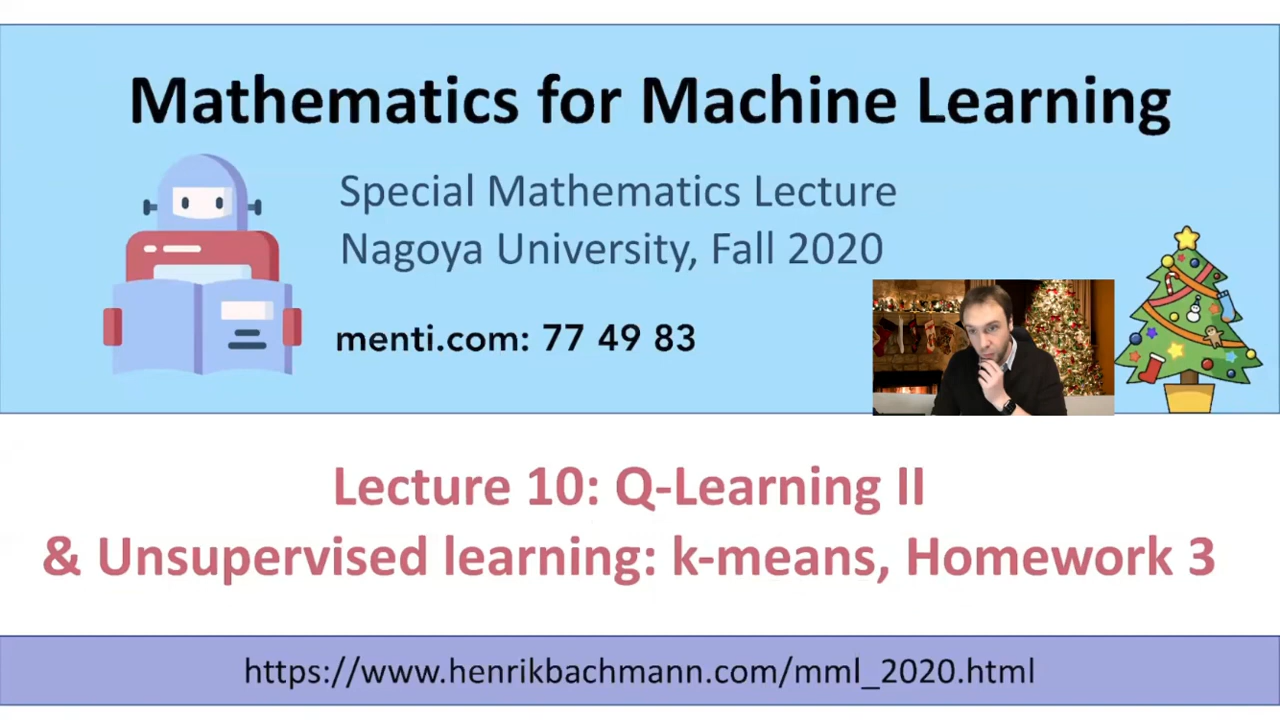 Mathematics for Machine Learning
Special Mathematics Lecture
Nagoya University, Fall 2020
menti.com: 77 49 83
Lecture 10: Q-Learning II
& Unsupervised learning: k-means, Homework 3
https://www.henrikbachmann.com/mml_2020.html